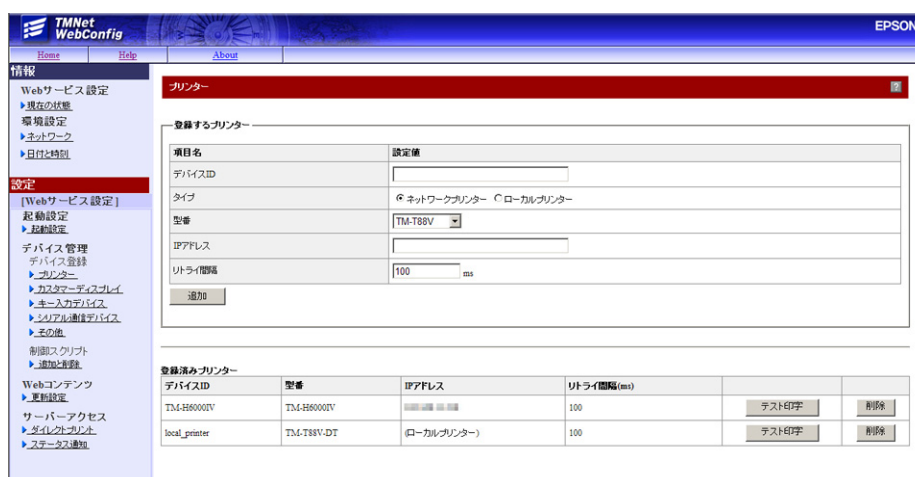 TMNet
WebConfig
EPSON
Home Help About
情報
Webサービス設定
現在の状態
環境設定
ネットワーク
日付と時刻
設定
[Webサービス設定]
起動設定
起動設定
デバイス管理
デバイス登録
プリンター
カスタマーディスプレイ
キー入力デバイス
シリアル通信デバイス
その他
制御スクリプト
追加と削除
Webコンテンツ
更新設定
サーバーアクセス
ダイレクトプリント
ステータス通知
プリンター ?
登録するプリンター
項目名 設定値
デバイスID
タイプ ネットワークプリンター ローカルプリンター
型番 TM-T88V
IPアドレス
リトライ間隔 100 ms
追加
登録済みプリンター
デバイスID 型番 IPアドレス リトライ間隔(ms)
TM-H6000IV TM-H6000IV 100 テスト印字 削除
local_printer TM-T88V-DT (ローカルプリンター) 100 テスト印字 削除